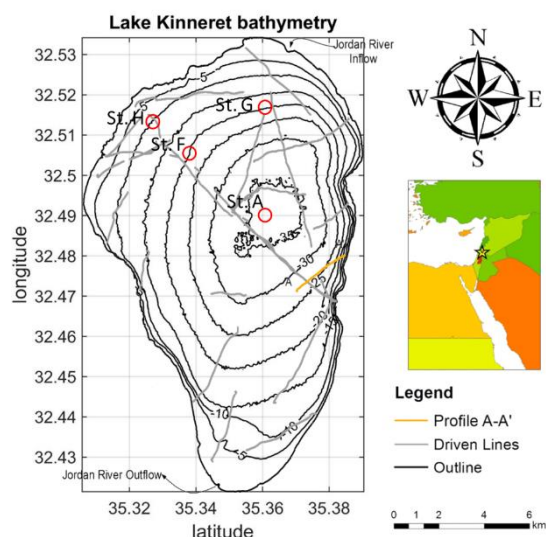 Lake Kinneret bathymetry
Jordan River
Inflow
32.53
32.52
32.51
32.5
32.49
32.48
32.47
32.46
32.45
32.44
32.43
longitude
-5
-5
St. G
St. H
St. F
St. A
-35
-30
-25
A
-20
-15
-10
-10
-5
Jordan River Outflow
35.32
35.34
35.36
35.38
latitude
N
W
E
S
Legend
Profile A-A'
Driven Lines
Outline
0
1
2
4
6
km